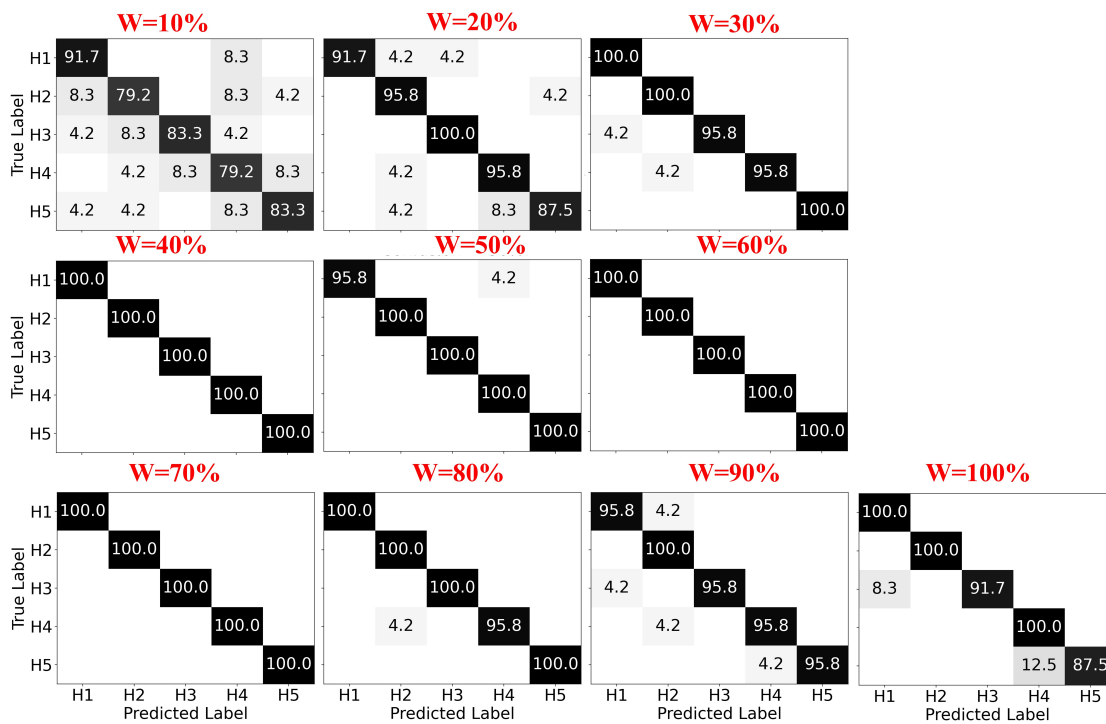 W=10% W=20% W=30%
H1 91.7 8.3 91.7 4.2 4.2 100.0
H2 8.3 79.2 8.3 4.2 95.8 4.2 100.0
H3 4.2 8.3 83.3 4.2 100.0 4.2 95.8
H4 4.2 8.3 79.2 8.3 4.2 95.8 4.2 95.8
H5 4.2 4.2 8.3 83.3 4.2 8.3 87.5 100.0
True Label
W=40% W=50% W=60%
H1 100.0 95.8 4.2 100.0
H2 100.0 100.0 100.0
H3 100.0 100.0 100.0
H4 100.0 100.0 100.0
H5 100.0 100.0 100.0
True Label
W=70% W=80% W=90% W=100%
H1 100.0 100.0 95.8 4.2 100.0
H2 100.0 100.0 100.0 100.0
H3 100.0 100.0 4.2 95.8 8.3 91.7
H4 100.0 4.2 95.8 4.2 95.8 100.0
H5 100.0 100.0 4.2 95.8 12.5 87.5
True Label
H1 H2 H3 H4 H5 H1 H2 H3 H4 H5 H1 H2 H3 H4 H5 H1 H2 H3 H4 H5
Predicted Label Predicted Label Predicted Label Predicted Label